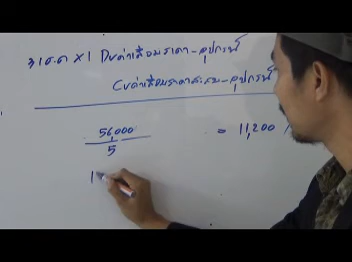 31 ธ.ค. X1 Dr ค่าเสื่อมราคา - อุปกรณ์
Cr ค่าเสื่อมราคาสะสม - อุปกรณ์
56,000 = 11,200 /
5
1